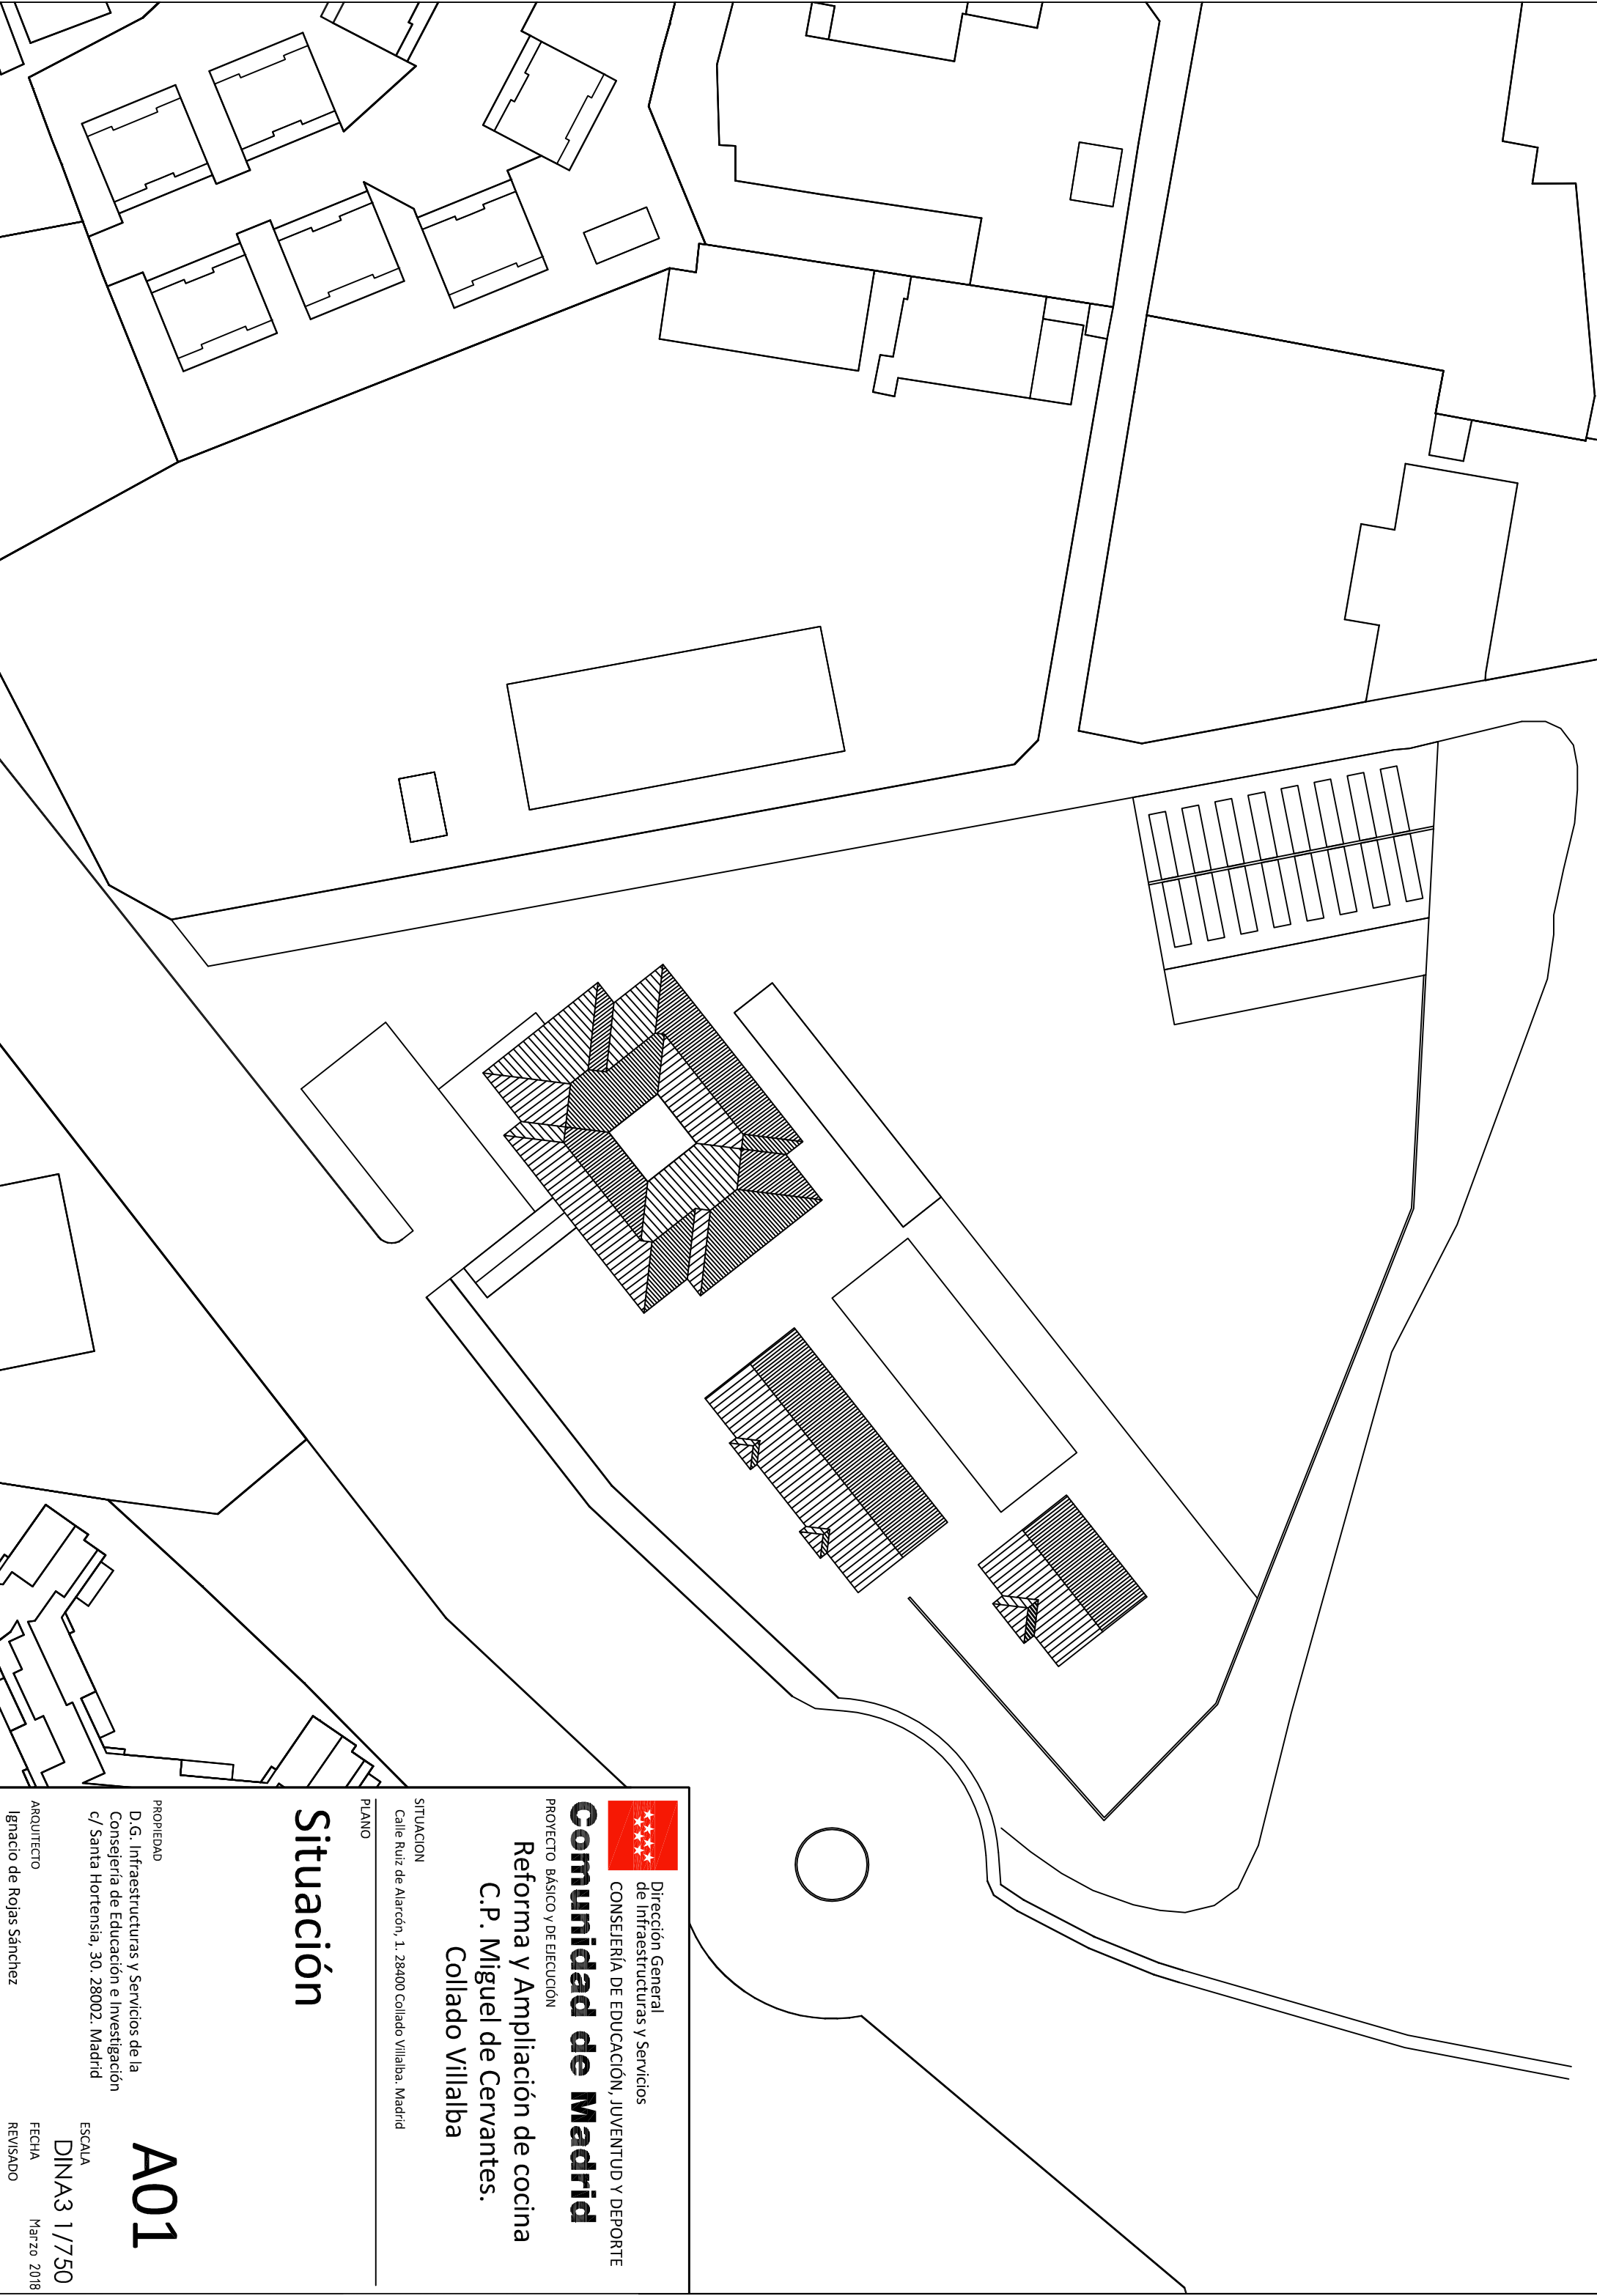 Dirección General
de Infraestructuras y Servicios
CONSEJERÍA DE EDUCACIÓN, JUVENTUD Y DEPORTE
Comunidad de Madrid
PROYECTO BÁSICO y DE EJECUCIÓN
Reforma y Ampliación de cocina
C.P. Miguel de Cervantes.
Collado Villalba
SITUACION
Calle Ruiz de Alarcón, 1. 28400 Collado Villalba. Madrid
PLANO
Situación
PROPIEDAD
D.G. Infraestructuras y Servicios de la
Consejería de Educación e Investigación
c/ Santa Hortensia, 30. 28002. Madrid
ARQUITECTO
Ignacio de Rojas Sánchez
A01
ESCALA
DINA3 1/750
FECHA Marzo 2018
REVISADO